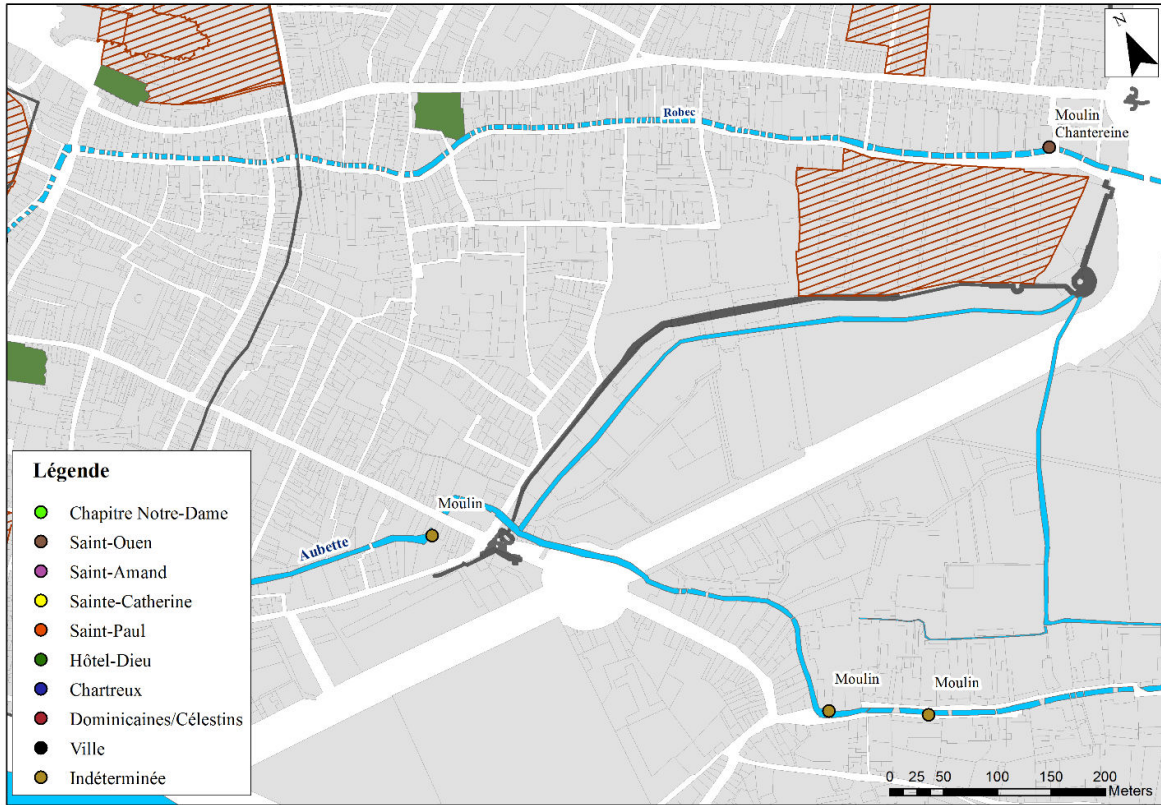 N
Robec
Moulin
Chantereine
Moulin
Aubette
Moulin
Moulin
Légende
Chapitre Notre-Dame
Saint-Ouen
Saint-Amand
Sainte-Catherine
Saint-Paul
Hôtel-Dieu
Chartreux
Dominicaines/Célestins
Ville
Indéterminée
0 25 50 100 150 200
Meters